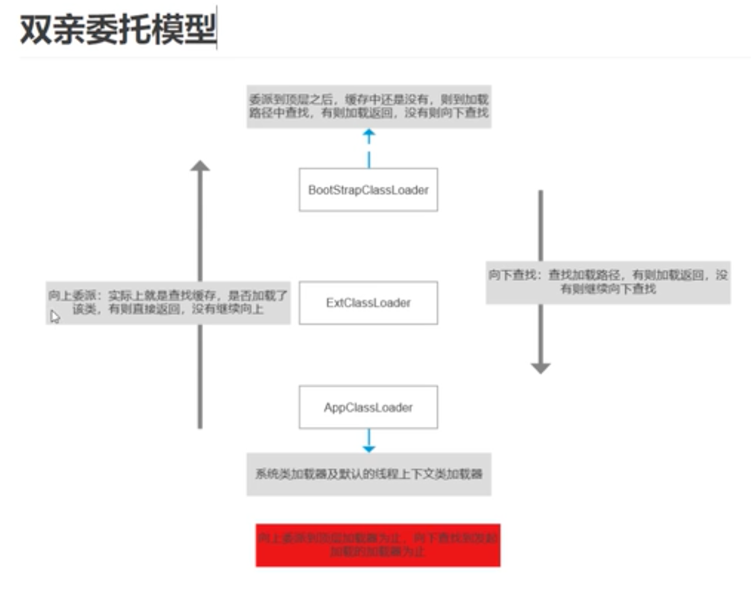 双亲委托模型
委派到顶层之后，缓存中还是没有，则到加载
路径中查找，有则加载返回，没有则向下查找
BootStrapClassLoader
向上委派：实际上就是查找缓存，是否加载了
该类，有则直接返回，没有继续向上
向下查找：查找加载路径，有则加载返回，没
有则继续向下查找
ExtClassLoader
AppClassLoader
系统类加载器及默认的线程上下文类加载器
向上委派到顶层加载器为止，向下查找到发起
加载的加载器为止